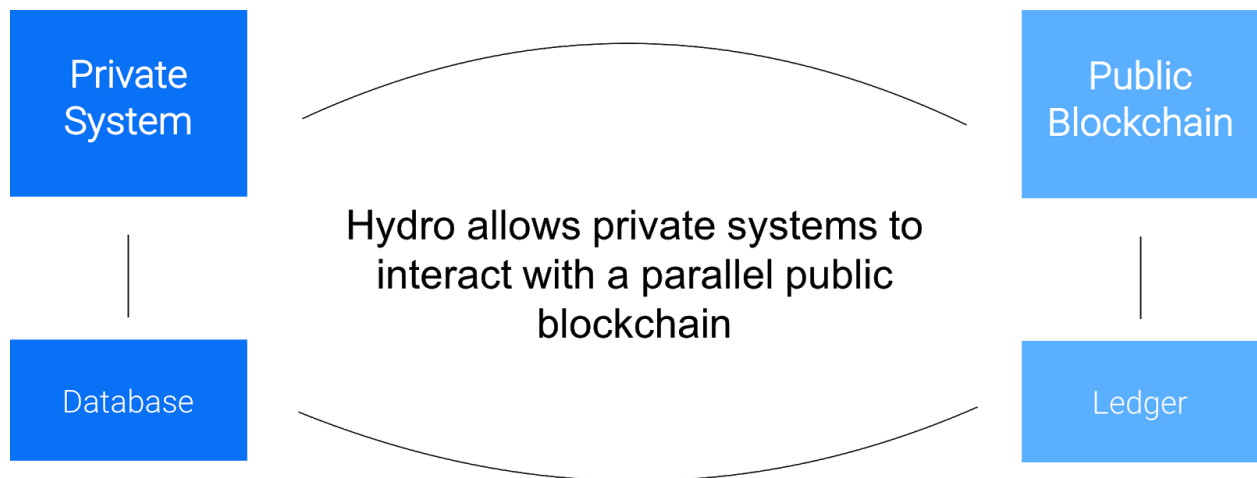 Private
System
Public
Blockchain
Hydro allows private systems to
interact with a parallel public
blockchain
Database
Ledger